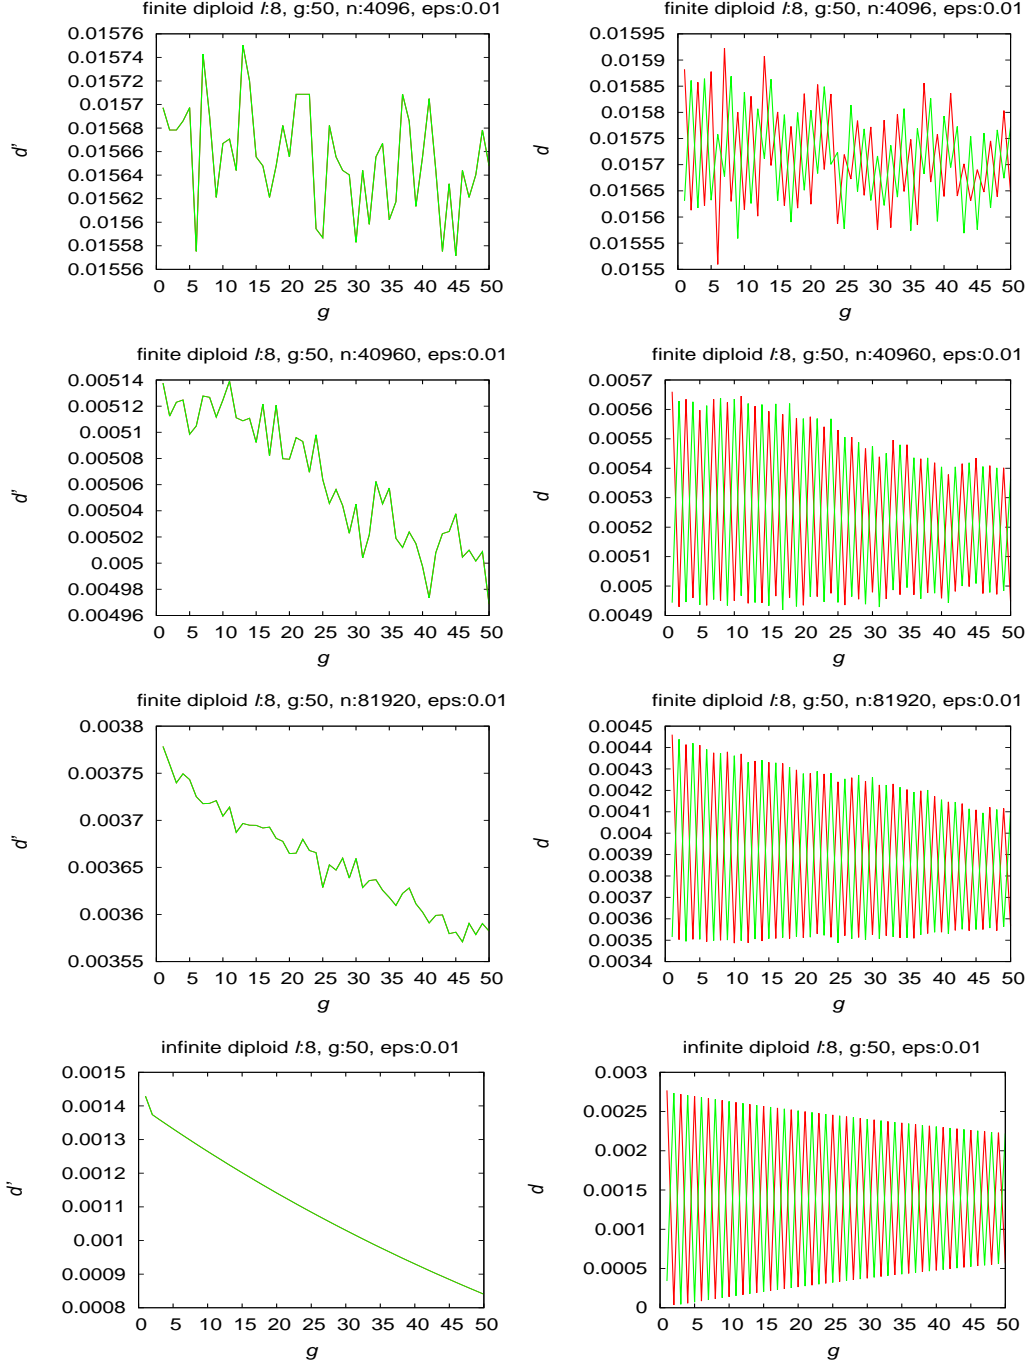 finite diploid l:8, g:50, n:4096, eps:0.01
0.01576
0.01574
0.01572
0.0157
0.01568
0.01566
0.01564
0.01562
0.0156
0.01558
0.01556
d'
0 5 10 15 20 25 30 35 40 45 50
g
finite diploid l:8, g:50, n:4096, eps:0.01
0.01595
0.0159
0.01585
0.0158
0.01575
0.0157
0.01565
0.0156
0.01555
0.0155
d
0 5 10 15 20 25 30 35 40 45 50
g
finite diploid l:8, g:50, n:40960, eps:0.01
0.00514
0.00512
0.0051
0.00508
0.00506
0.00504
0.00502
0.005
0.00498
0.00496
d'
0 5 10 15 20 25 30 35 40 45 50
g
finite diploid l:8, g:50, n:40960, eps:0.01
0.0057
0.0056
0.0055
0.0054
0.0053
0.0052
0.0051
0.005
0.0049
d
0 5 10 15 20 25 30 35 40 45 50
g
finite diploid l:8, g:50, n:81920, eps:0.01
0.0038
0.00375
0.0037
0.00365
0.0036
0.00355
d'
0 5 10 15 20 25 30 35 40 45 50
g
finite diploid l:8, g:50, n:81920, eps:0.01
0.0045
0.0044
0.0043
0.0042
0.0041
0.004
0.0039
0.0038
0.0037
0.0036
0.0035
0.0034
d
0 5 10 15 20 25 30 35 40 45 50
g
infinite diploid l:8, g:50, eps:0.01
0.0015
0.0014
0.0013
0.0012
0.0011
0.001
0.0009
0.0008
d'
0 5 10 15 20 25 30 35 40 45 50
g
infinite diploid l:8, g:50, eps:0.01
0.003
0.0025
0.002
0.0015
0.001
0.0005
0
d
0 5 10 15 20 25 30 35 40 45 50
g